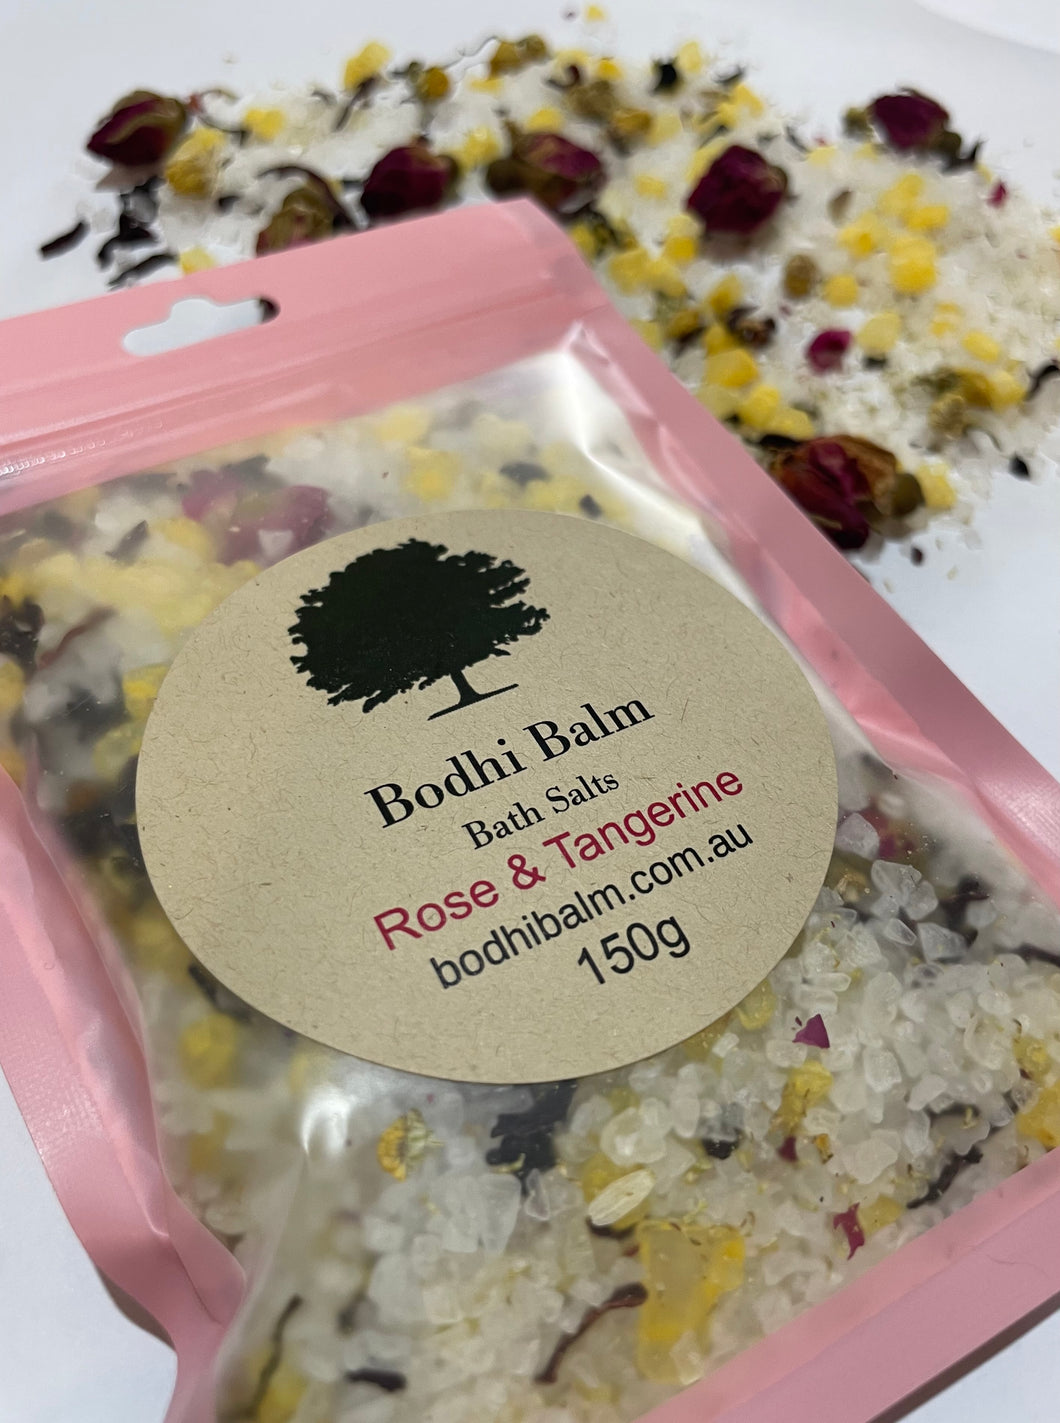 Bodhi Balm
Bath Salts
Rose & Tangerine
bodhibalm.com.au
150g